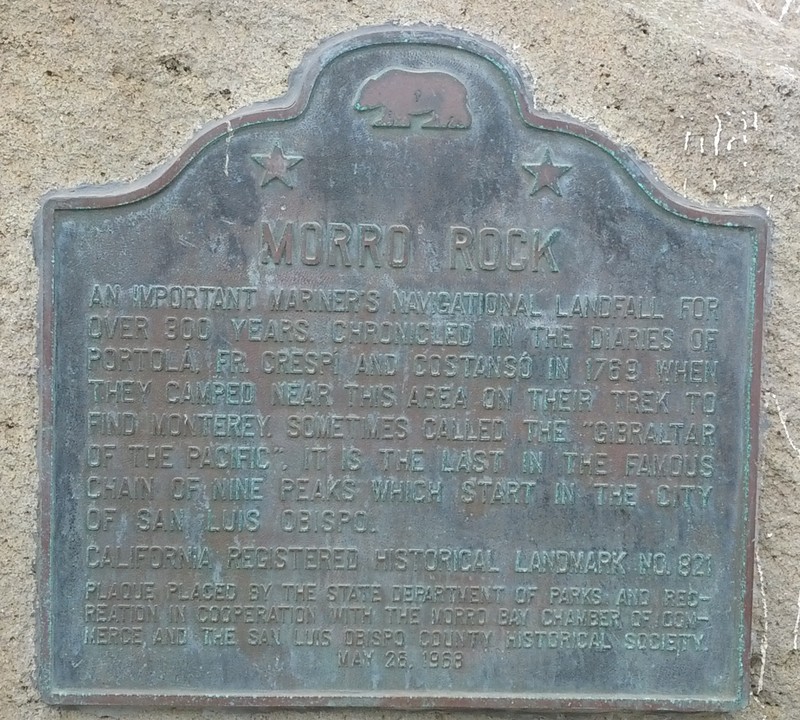 MORRO ROCK
AN IMPORTANT MARINER'S NAVIGATIONAL LANDFALL FOR
OVER 300 YEARS. CHRONICLED IN THE DIARIES OF
PORTOLÁ, FR. CRESPÍ AND COSTANSÓ IN 1769 WHEN
THEY CAMPED NEAR THIS AREA ON THEIR TREK TO
FIND MONTEREY. SOMETIMES CALLED THE "GIBRALTAR
OF THE PACIFIC". IT IS THE LAST IN THE FAMOUS
CHAIN OF NINE PEAKS WHICH START IN THE CITY
OF SAN LUIS OBISPO.
CALIFORNIA REGISTERED HISTORICAL LANDMARK NO. 821
PLAQUE PLACED BY THE STATE DEPARTMENT OF PARKS AND REC-
REATION IN COOPERATION WITH THE MORRO BAY CHAMBER OF COM-
MERCE AND THE SAN LUIS OBISPO COUNTY HISTORICAL SOCIETY.
MAY 26, 1968